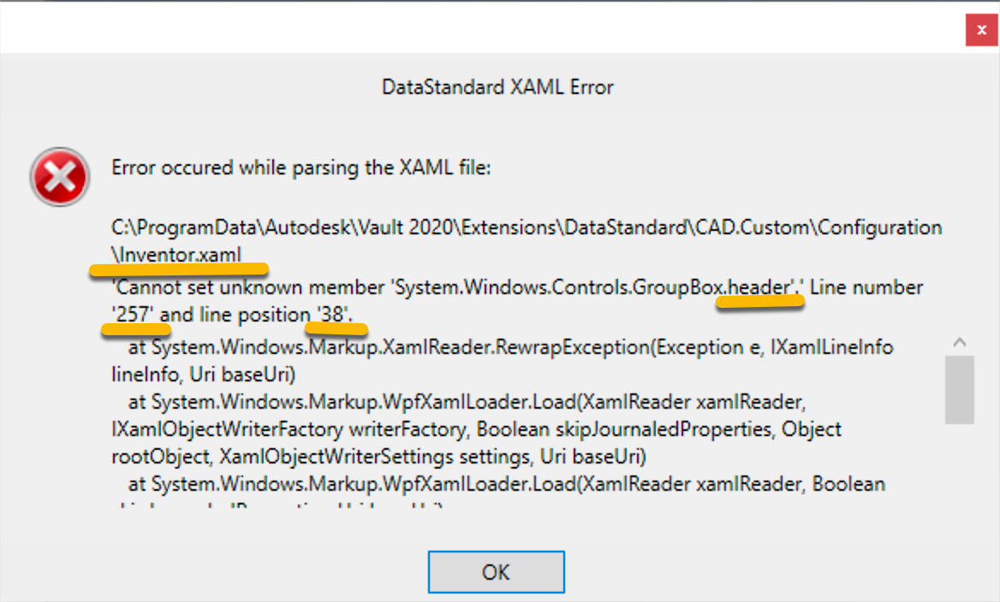 x
DataStandard XAML Error
Error occured while parsing the XAML file:
C:\ProgramData\Autodesk\Vault 2020\Extensions\DataStandard\CAD.Custom\Configuration
\Inventor.xaml
'Cannot set unknown member 'System.Windows.Controls.GroupBox.header'.' Line number
'257' and line position '38'.
at System.Windows.Markup.XamlReader.RewrapException(Exception e, IXamlLineInfo
lineInfo, Uri baseUri)
at System.Windows.Markup.WpfXamlLoader.Load(XamlReader xamlReader,
IXamlObjectWriterFactory writerFactory, Boolean skipJournaledProperties, Object
rootObject, XamlObjectWriterSettings settings, Uri baseUri)
at System.Windows.Markup.WpfXamlLoader.Load(XamlReader xamlReader, Boolean
OK